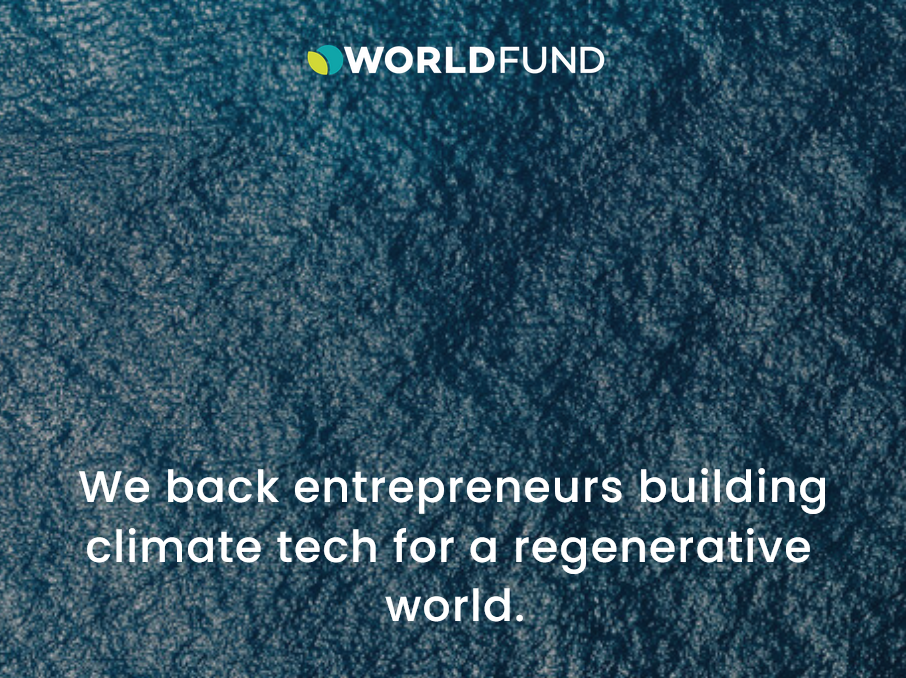 WORLDFUND
We back entrepreneurs building
climate tech for a regenerative
world.